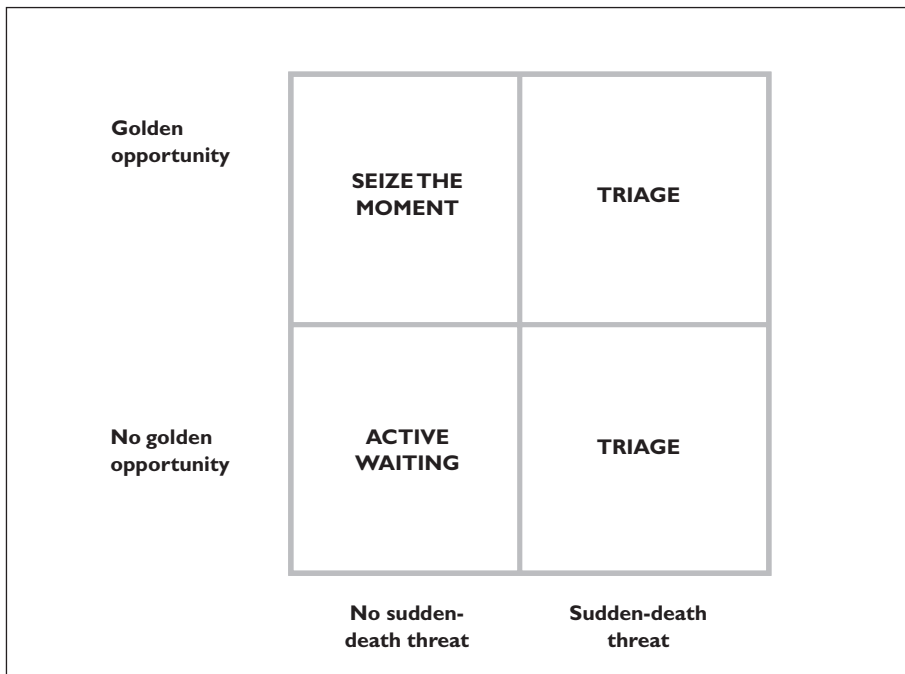 Golden
opportunity
SEIZE THE
MOMENT
TRIAGE
No golden
opportunity
ACTIVE
WAITING
TRIAGE
No sudden-
death threat
Sudden-death
threat